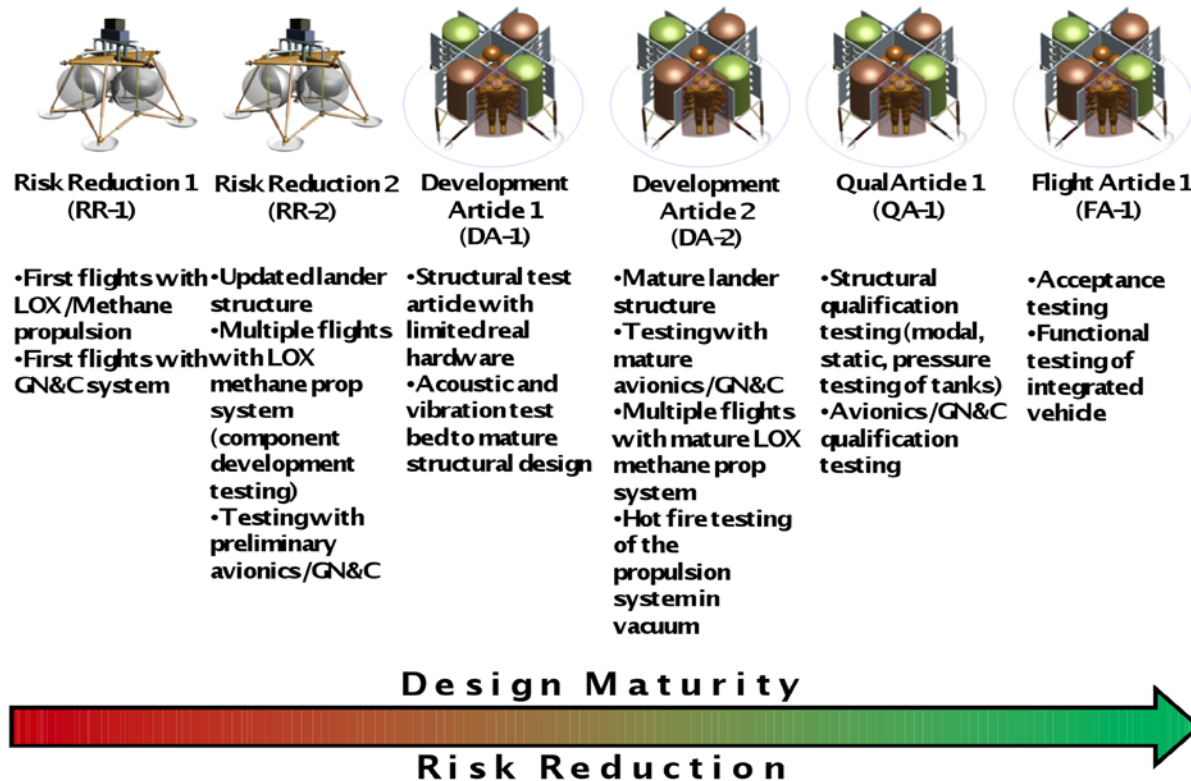 Risk Reduction 1
(RR-1)
•First flights with
LOX/Methane
propulsion
•First flights with
GN&C system
Risk Reduction 2
(RR-2)
•Updated lander
structure
•Multiple flights
with LOX
methane prop
system
(component
development
testing)
•Testing with
preliminary
avionics/GN&C
Development
Article 1
(DA-1)
•Structural test
article with
limited real
hardware
•Acoustic and
vibration test
bed to mature
structural design
Development
Article 2
(DA-2)
•Mature lander
structure
•Testing with
mature
avionics/GN&C
•Multiple flights
with mature LOX
methane prop
system
•Hot fire testing
of the
propulsion
system in
vacuum
Qual Article 1
(QA-1)
•Structural
qualification
testing (modal,
static, pressure
testing of tanks)
•Avionics/GN&C
qualification
testing
Flight Article 1
(FA-1)
•Acceptance
testing
•Functional
testing of
integrated
vehicle
Design Maturity
Risk Reduction